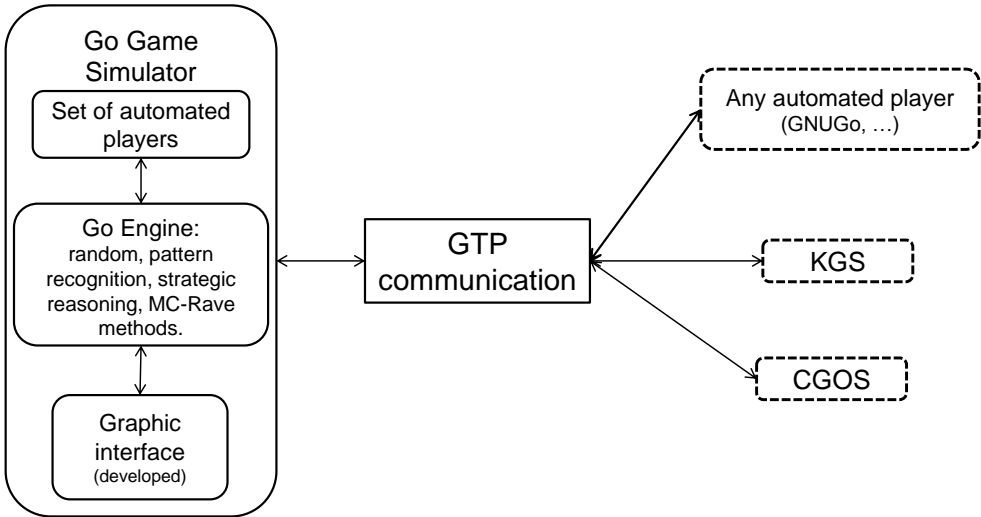 Go Game
Simulator
Set of automated
players
Go Engine:
random, pattern
recognition, strategic
reasoning, MC-Rave
methods.
Graphic
interface
(developed)
GTP
communication
Any automated player
(GNUGo, …)
KGS
CGOS